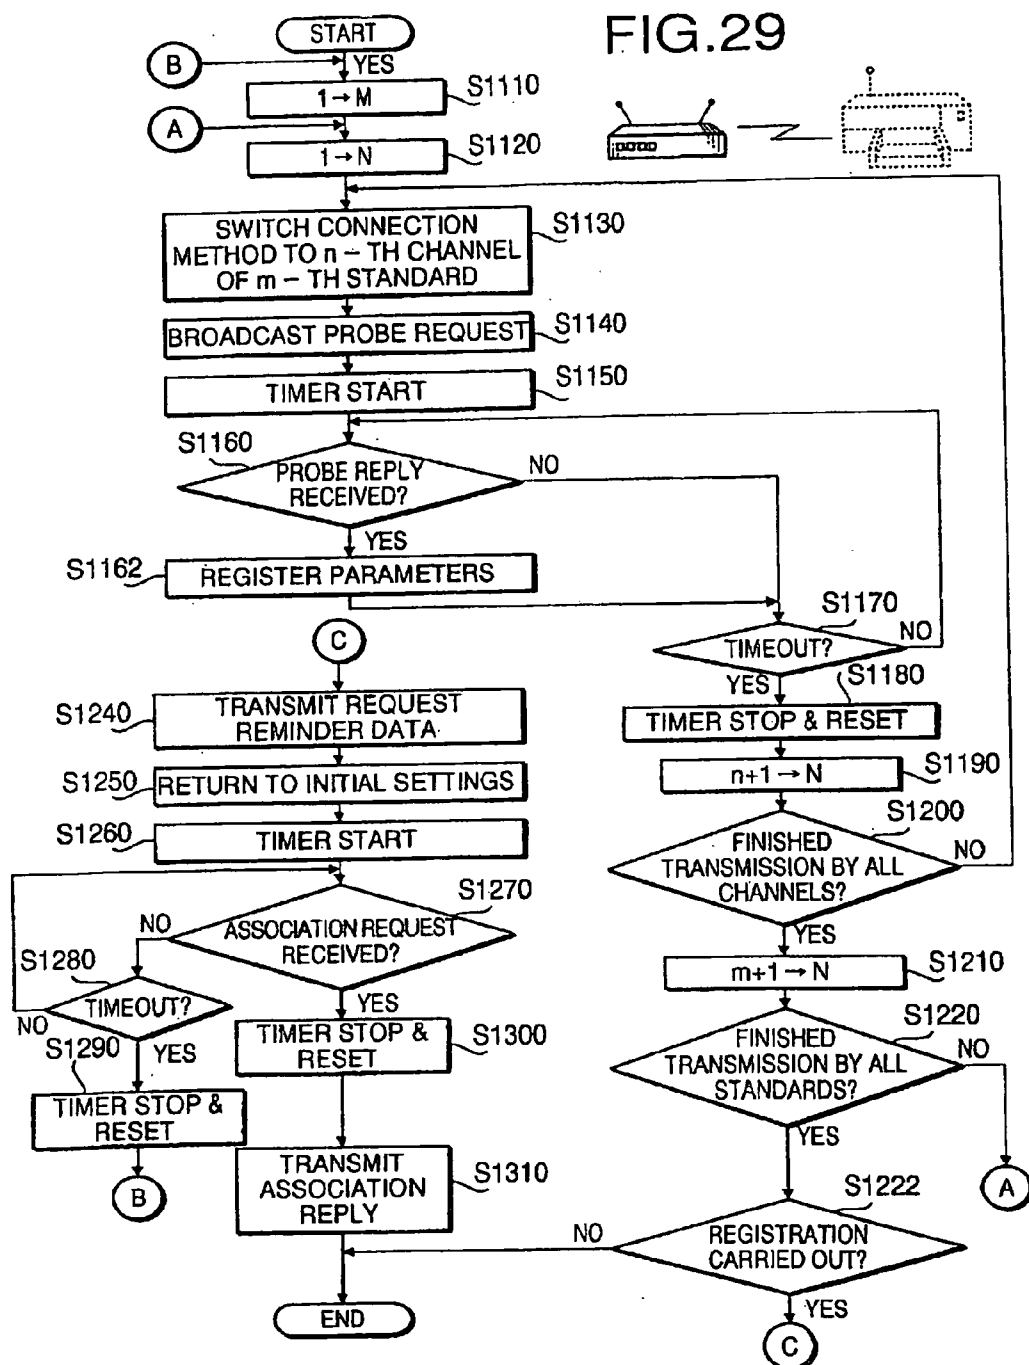 FIG.29
START
B
YES
1→M
S1110
A
1→N
S1120
SWITCH CONNECTION
METHOD TO n – TH CHANNEL
OF m – TH STANDARD
S1130
BROADCAST PROBE REQUEST
S1140
TIMER START
S1150
S1160
PROBE REPLY
RECEIVED?
NO
YES
S1162
REGISTER PARAMETERS
S1170
TIMEOUT?
NO
YES
S1180
TIMER STOP & RESET
n+1→N
S1190
S1200
FINISHED
TRANSMISSION BY ALL
CHANNELS?
NO
YES
m+1→N
S1210
S1220
FINISHED
TRANSMISSION BY ALL
STANDARDS?
NO
YES
A
S1222
REGISTRATION
CARRIED OUT?
NO
YES
C
C
S1240
TRANSMIT REQUEST
REMINDER DATA
S1250
RETURN TO INITIAL SETTINGS
S1260
TIMER START
S1270
ASSOCIATION REQUEST
RECEIVED?
NO
YES
S1280
TIMEOUT?
NO
YES
S1290
TIMER STOP &
RESET
B
TIMER STOP &
RESET
S1300
TRANSMIT
ASSOCIATION
REPLY
S1310
END